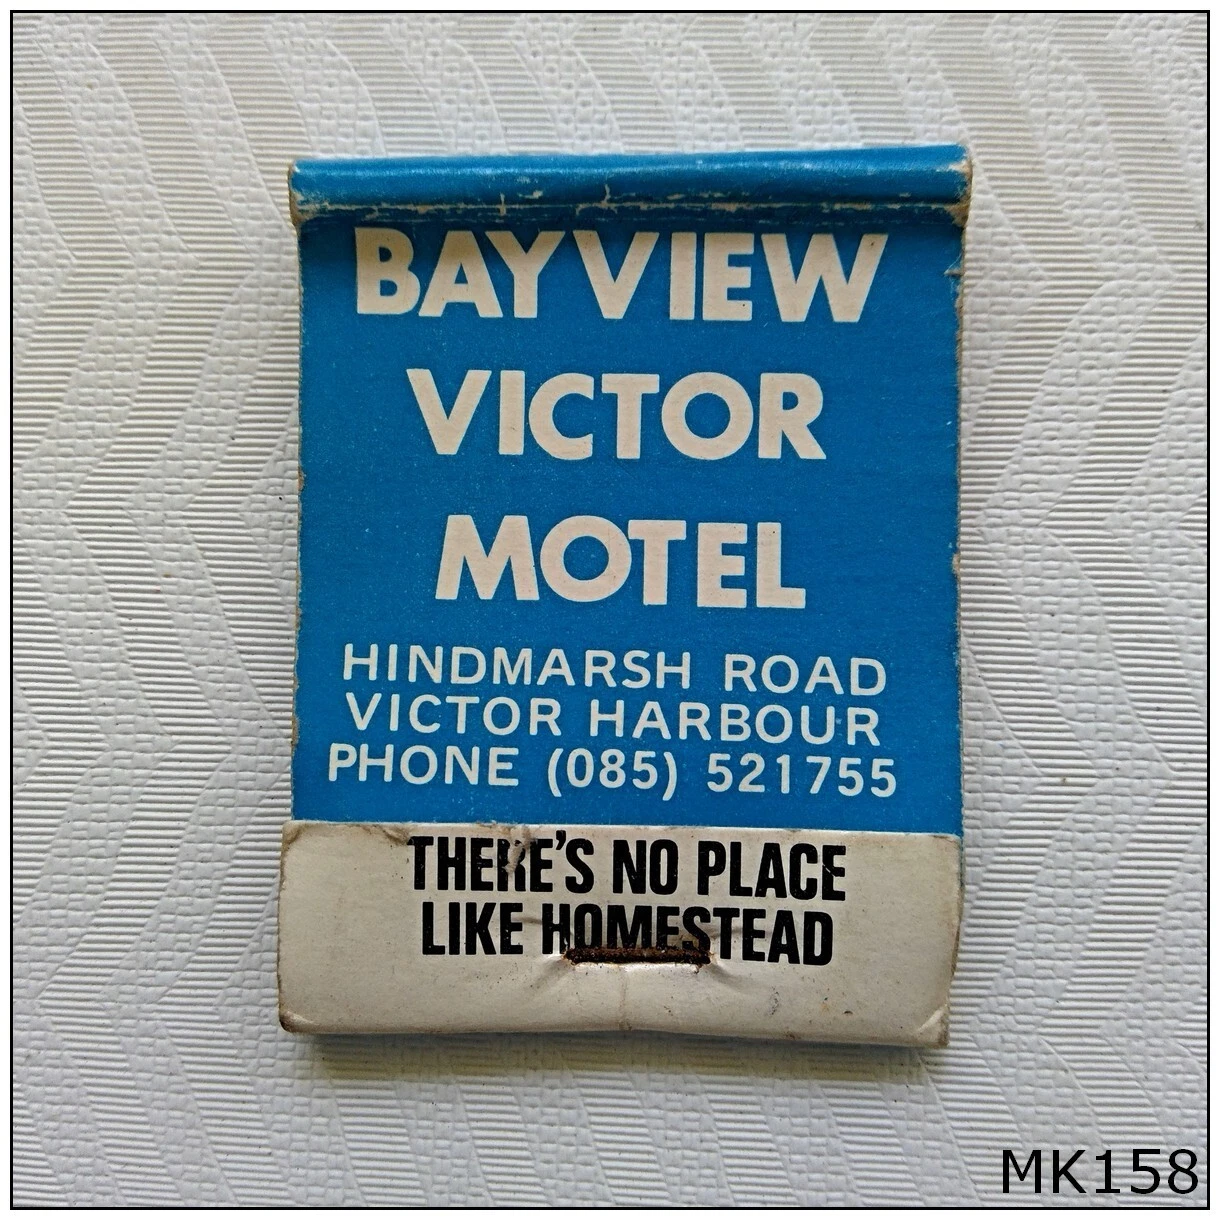 BAYVIEW
VICTOR
MOTEL
HINDMARSH ROAD
VICTOR HARBOUR
PHONE (085) 521755
THERE'S NO PLACE
LIKE HOMESTEAD
MK158